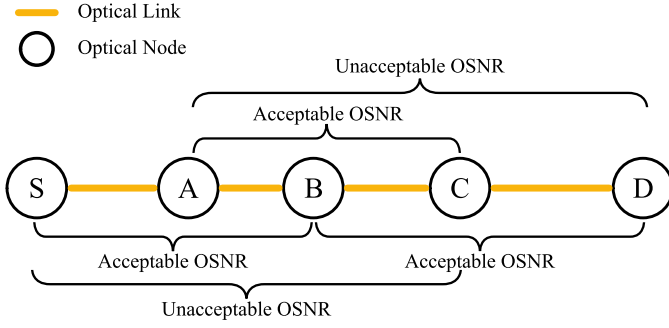 Optical Link
Optical Node
Unacceptable OSNR
Acceptable OSNR
S A B C D
Acceptable OSNR Acceptable OSNR
Unacceptable OSNR